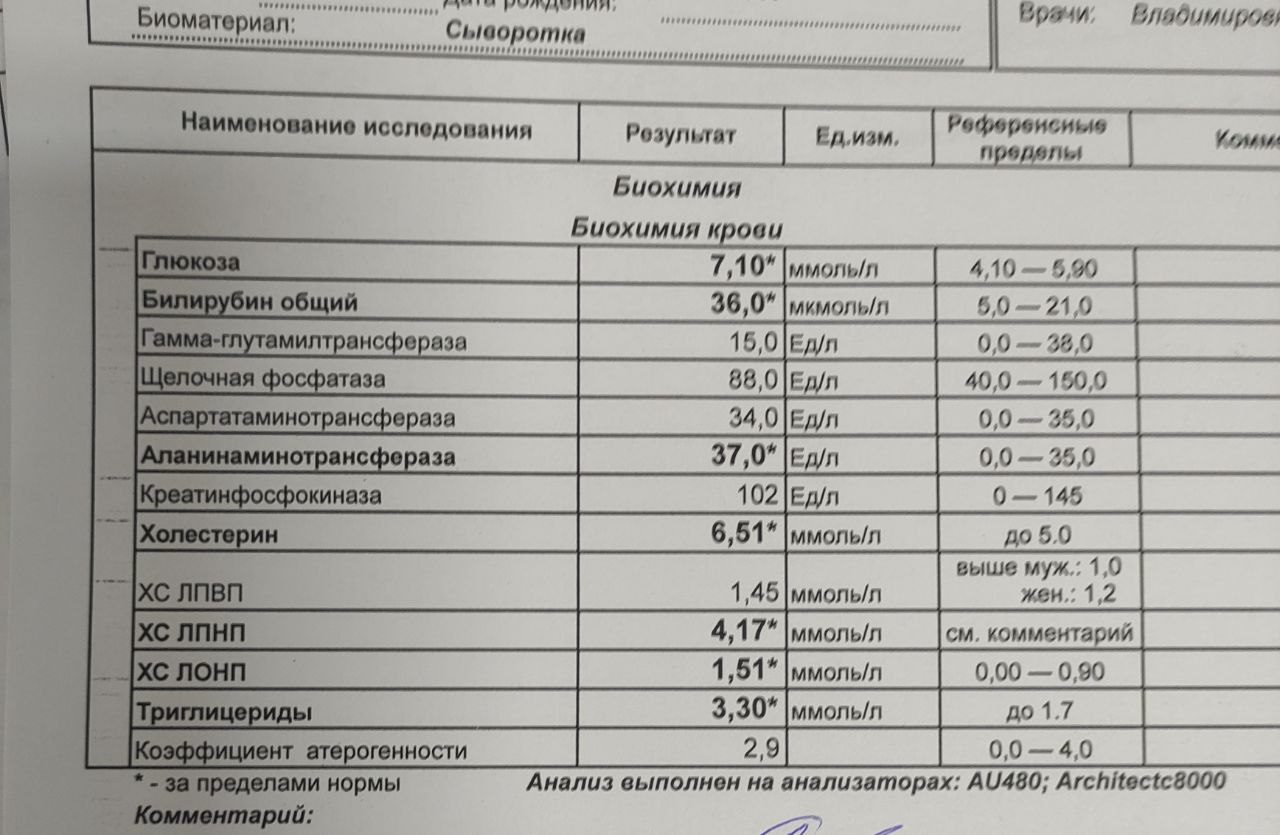 Дата рождения:
Биоматериал: Сыворотка
Врачи:
Наименование исследования Результат Ед.изм. Референсные пределы
Биохимия
Биохимия крови
Глюкоза 7,10* ммоль/л 4,10 — 5,90
Билирубин общий 36,0* мкмоль/л 5,0 — 21,0
Гамма-глутамилтрансфераза 15,0 Ед/л 0,0 — 38,0
Щелочная фосфатаза 88,0 Ед/л 40,0 — 150,0
Аспартатаминотрансфераза 34,0 Ед/л 0,0 — 35,0
Аланинаминотрансфераза 37,0* Ед/л 0,0 — 35,0
Креатинфосфокиназа 102 Ед/л 0 — 145
Холестерин 6,51* ммоль/л до 5.0
ХС ЛПВП 1,45 ммоль/л выше муж.: 1,0 жен.: 1,2
ХС ЛПНП 4,17* ммоль/л см. комментарий
ХС ЛОНП 1,51* ммоль/л 0,00 — 0,90
Триглицериды 3,30* ммоль/л до 1.7
Коэффициент атерогенности 2,9 0,0 — 4,0
* - за пределами нормы Анализ выполнен на анализаторах: AU480; Architectc8000
Комментарий: